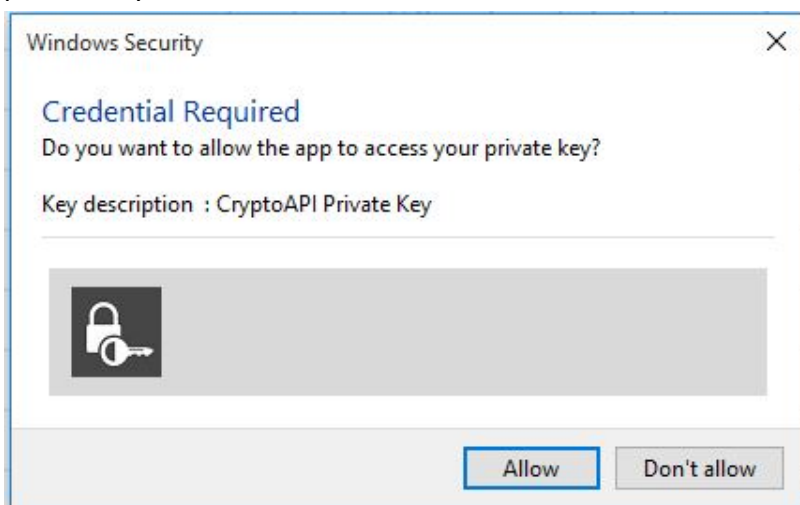 Windows Security
Credential Required
Do you want to allow the app to access your private key?
Key description : CryptoAPI Private Key
Allow
Don't allow